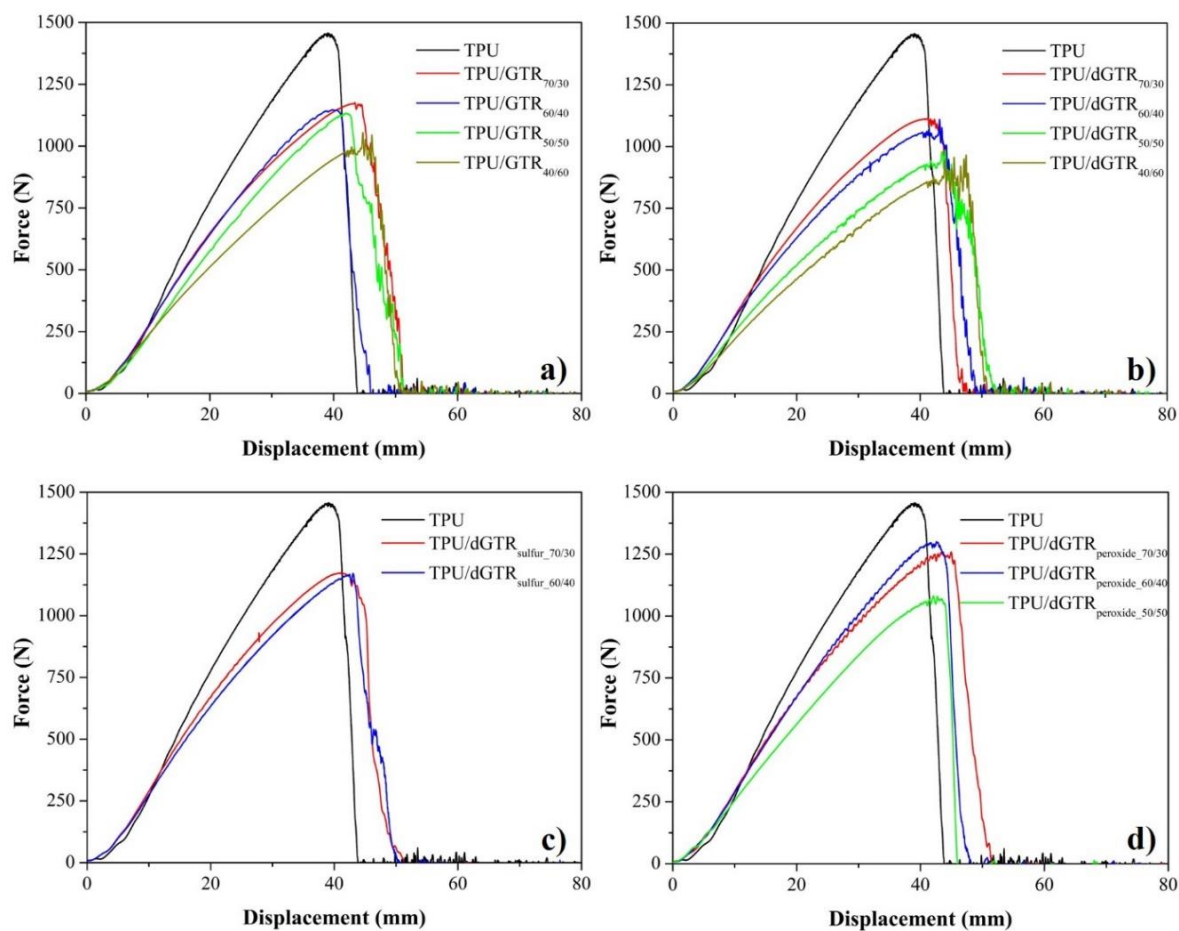 1500
1250
1000
750
500
250
0
Force (N)
TPU
TPU/GTR70/30
TPU/GTR60/40
TPU/GTR50/50
TPU/GTR40/60
a)
0 20 40 60 80
Displacement (mm)
1500
1250
1000
750
500
250
0
Force (N)
TPU
TPU/dGTR70/30
TPU/dGTR60/40
TPU/dGTR50/50
TPU/dGTR40/60
b)
0 20 40 60 80
Displacement (mm)
1500
1250
1000
750
500
250
0
Force (N)
TPU
TPU/dGTRsulfur_70/30
TPU/dGTRsulfur_60/40
c)
0 20 40 60 80
Displacement (mm)
1500
1250
1000
750
500
250
0
Force (N)
TPU
TPU/dGTRperoxide_70/30
TPU/dGTRperoxide_60/40
TPU/dGTRperoxide_50/50
d)
0 20 40 60 80
Displacement (mm)